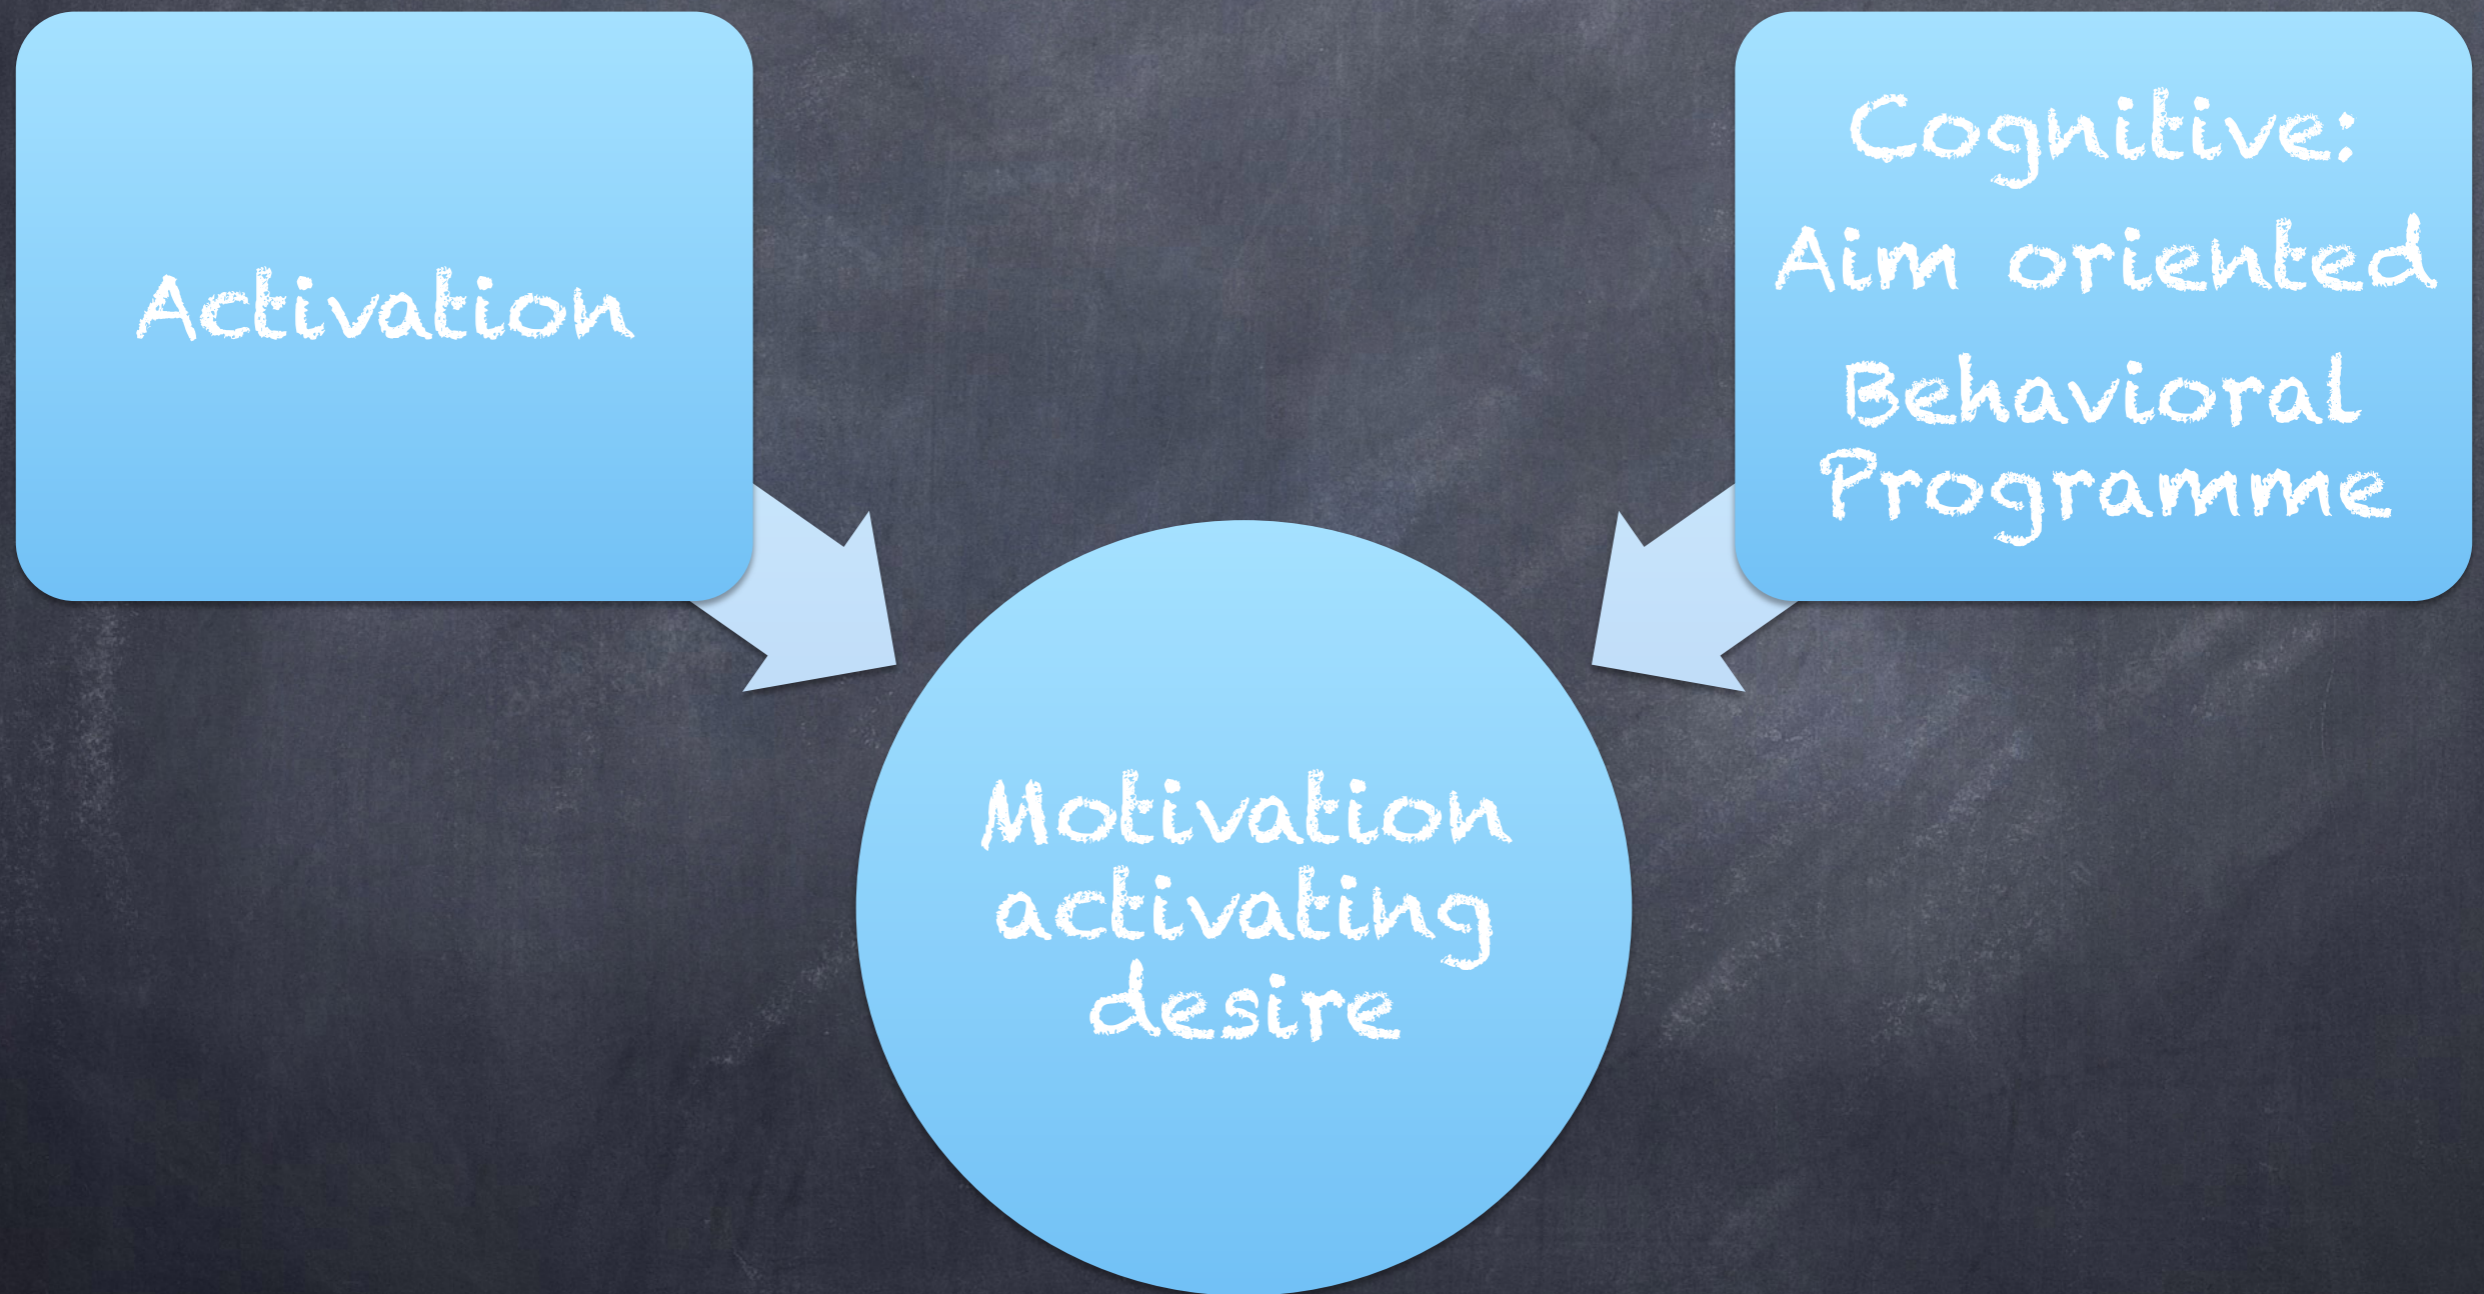 Activation
Cognitive:
Aim oriented
Behavioral
Programme
Motivation
activating
desire